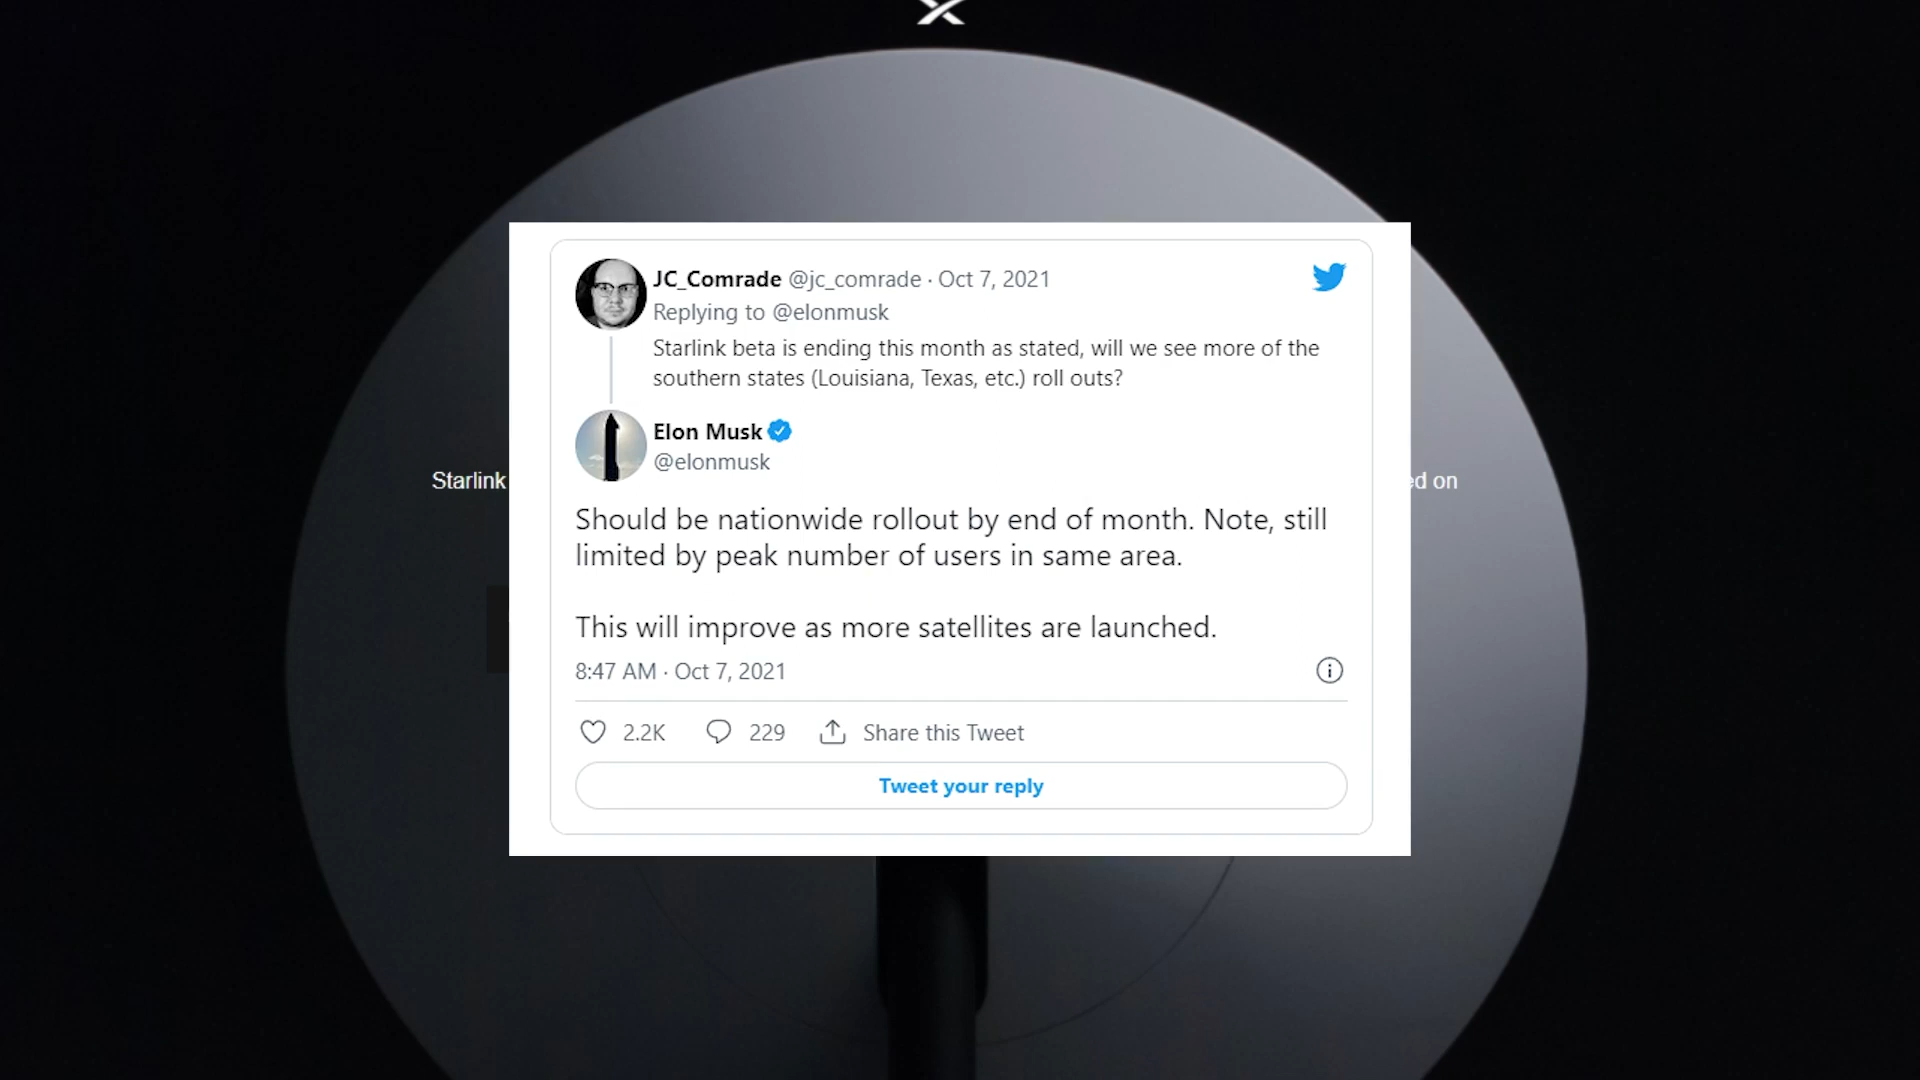 JC_Comrade @jc_comrade · Oct 7, 2021
Replying to @elonmusk
Starlink beta is ending this month as stated, will we see more of the
southern states (Louisiana, Texas, etc.) roll outs?
Elon Musk
@elonmusk
Starlink
ed on
Should be nationwide rollout by end of month. Note, still
limited by peak number of users in same area.
This will improve as more satellites are launched.
8:47 AM · Oct 7, 2021
2.2K 229 Share this Tweet
Tweet your reply